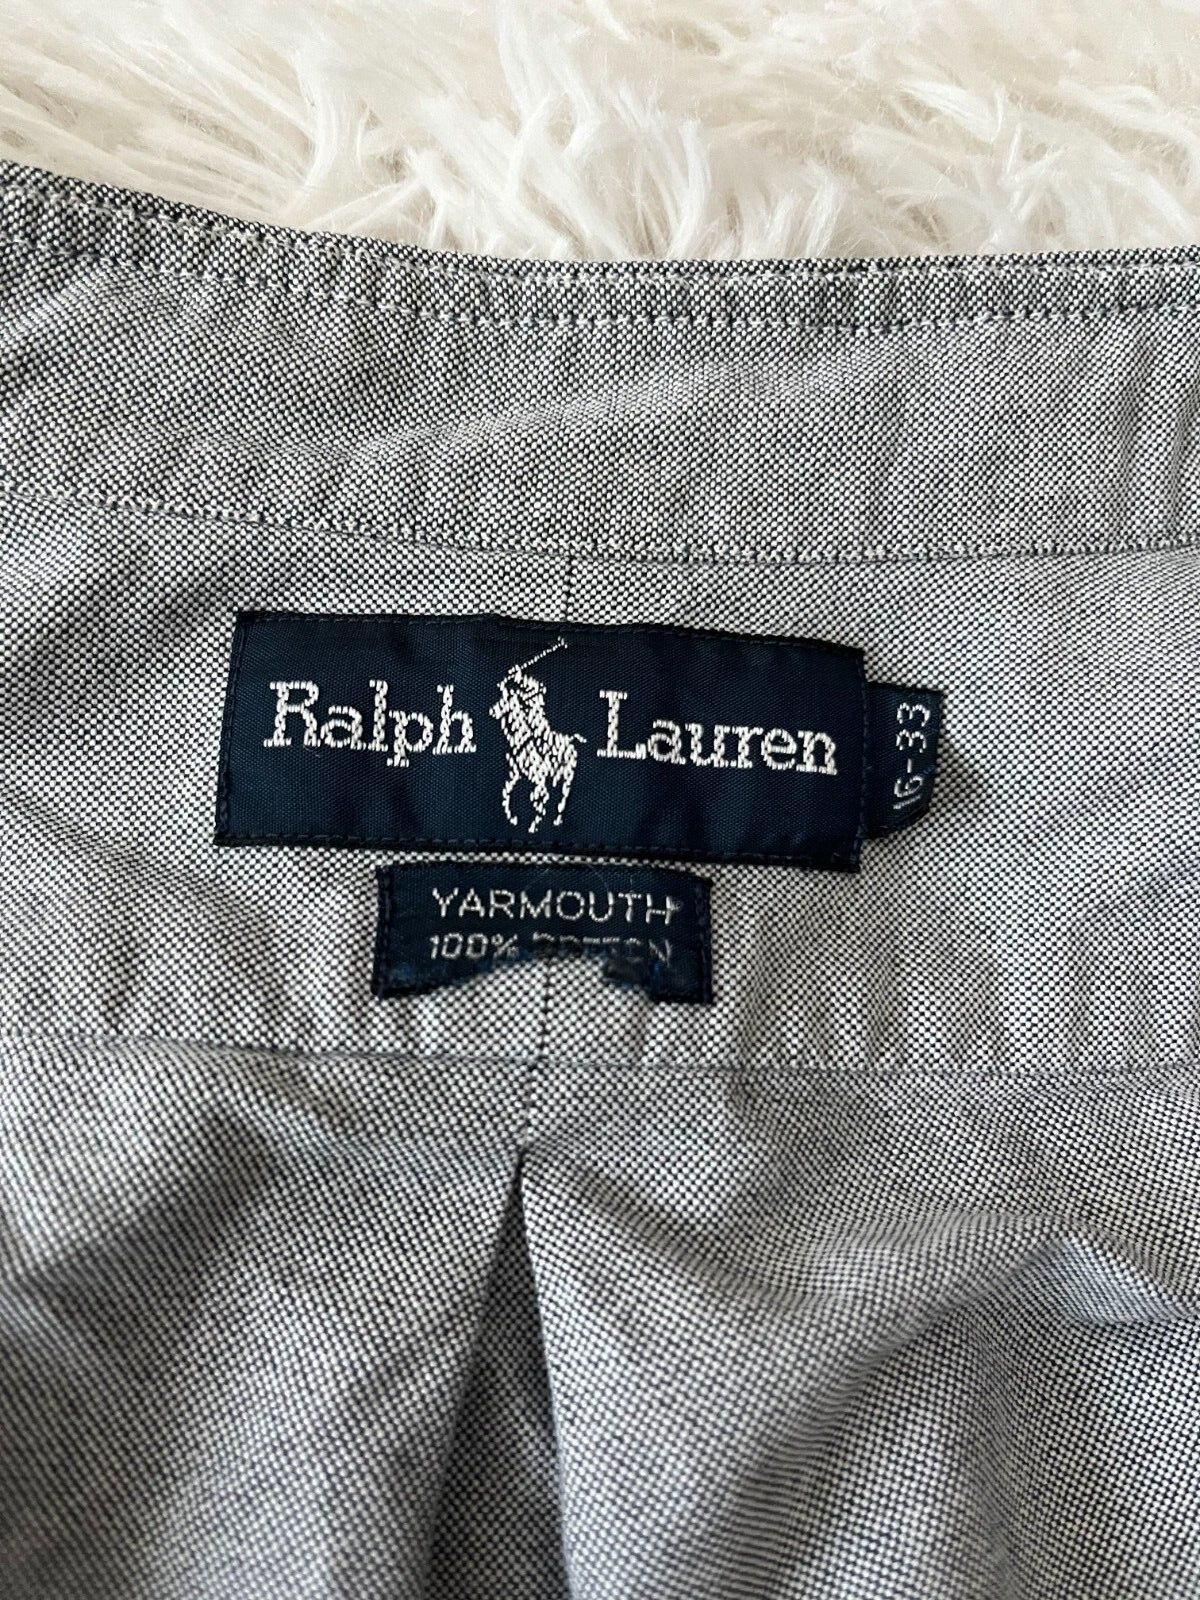 Ralph Lauren
16-33
YARMOUTH
100% COTTON